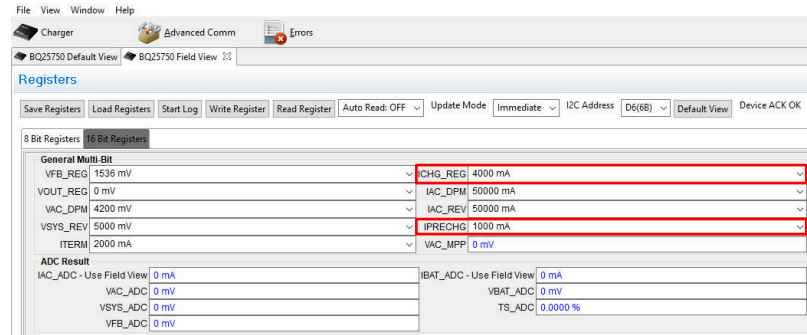 File View Window Help
Charger Advanced Comm Errors
BQ25750 Default View BQ25750 Field View
Registers
Save Registers Load Registers Start Log Write Register Read Register Auto Read: OFF Update Mode Immediate I2C Address D6(6B) Default View Device ACK OK
8 Bit Registers 16 Bit Registers
General Multi-Bit
VFB_REG 1536 mV ICHG_REG 4000 mA
VOUT_REG 0 mV IAC_DPM 50000 mA
VAC_DPM 4200 mV IAC_REV 50000 mA
VSYS_REV 5000 mV IPRECHG 1000 mA
ITERM 2000 mA VAC_MPP 0 mV
ADC Result
IAC_ADC - Use Field View 0 mA IBAT_ADC - Use Field View 0 mA
VAC_ADC 0 mV VBAT_ADC 0 mV
VSYS_ADC 0 mV TS_ADC 0.0000 %
VFB_ADC 0 mV